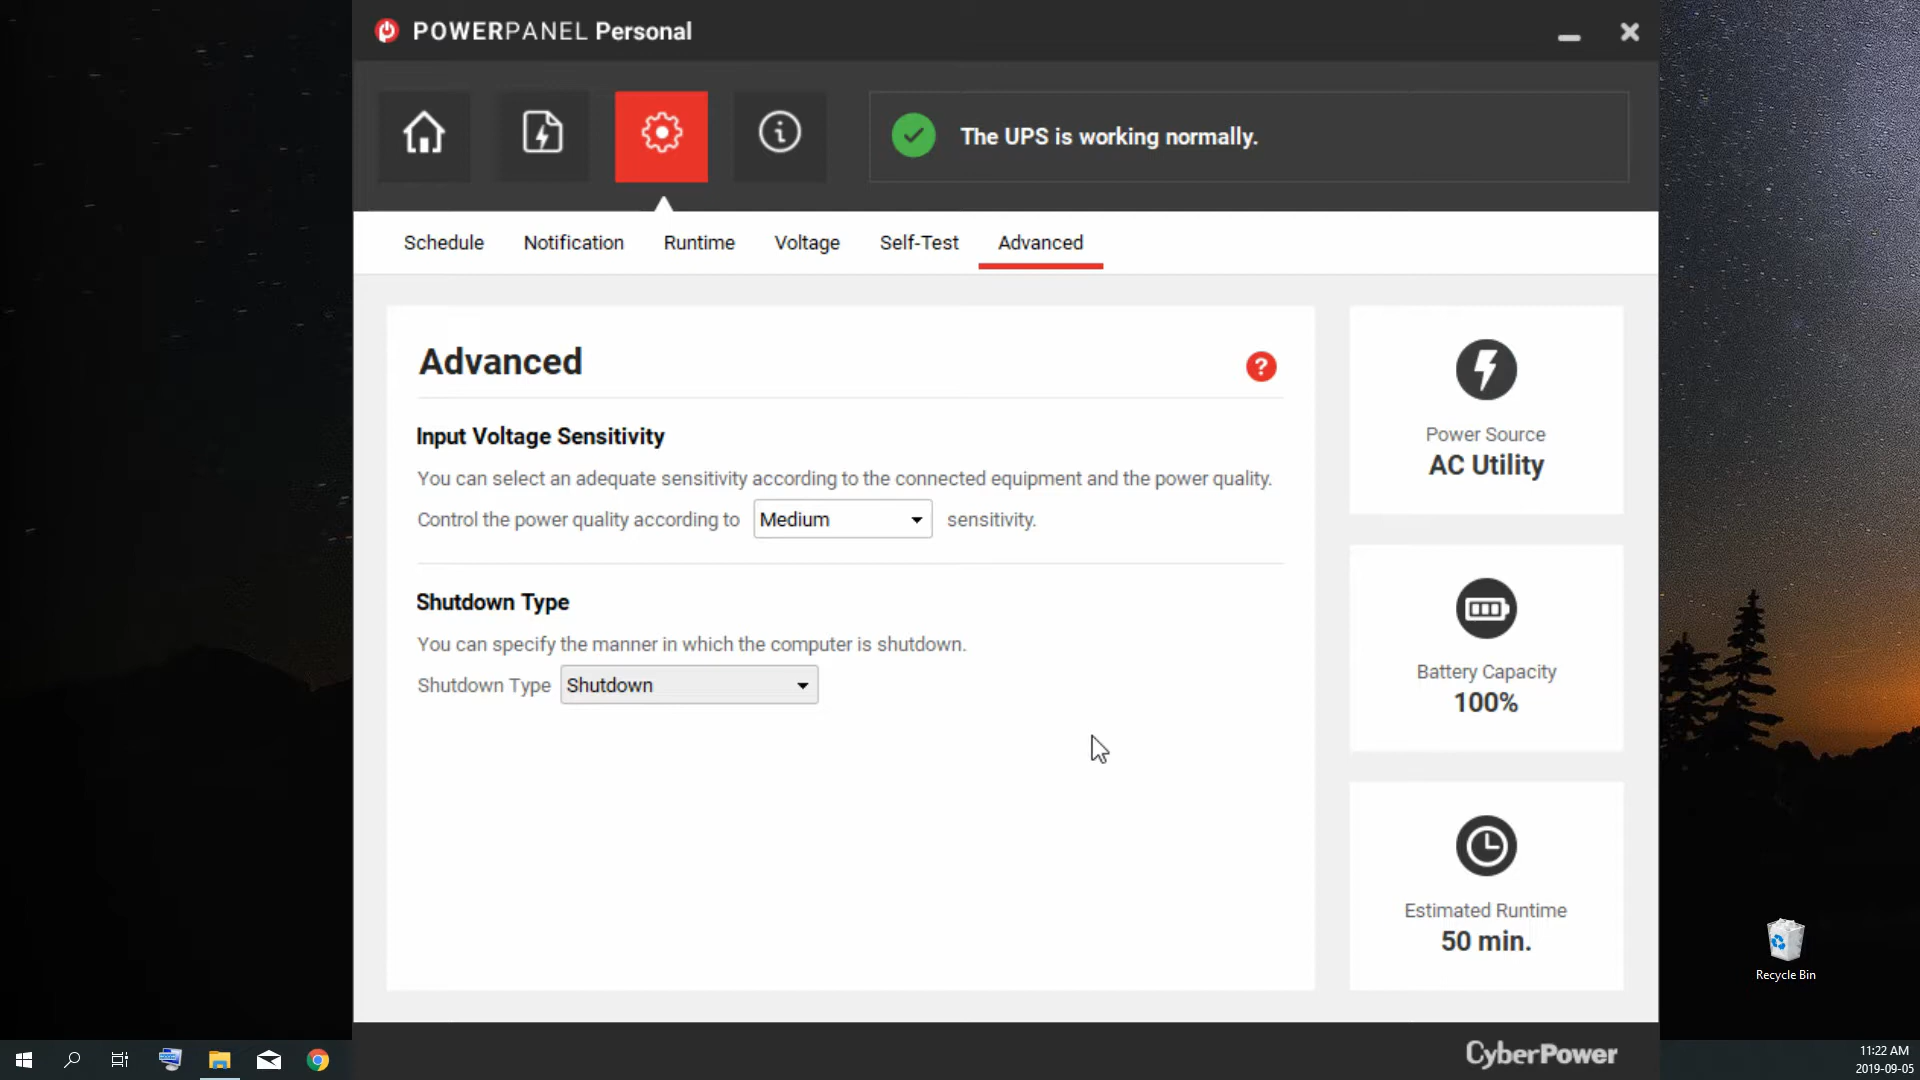 POWERPANEL Personal
The UPS is working normally.
Schedule Notification Runtime Voltage Self-Test Advanced
Advanced
?
Input Voltage Sensitivity
You can select an adequate sensitivity according to the connected equipment and the power quality.
Control the power quality according to Medium sensitivity.
Shutdown Type
You can specify the manner in which the computer is shutdown.
Shutdown Type Shutdown
Power Source
AC Utility
Battery Capacity
100%
Estimated Runtime
50 min.
Recycle Bin
CyberPower
11:22 AM
2019-09-05